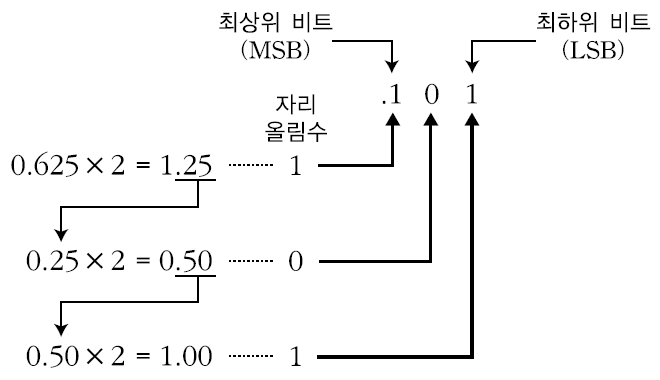 최상위 비트
(MSB)
최하위 비트
(LSB)
.1 0 1
자리
올림수
0.625 × 2 = 1.25 ········ 1
0.25 × 2 = 0.50 ········ 0
0.50 × 2 = 1.00 ········ 1